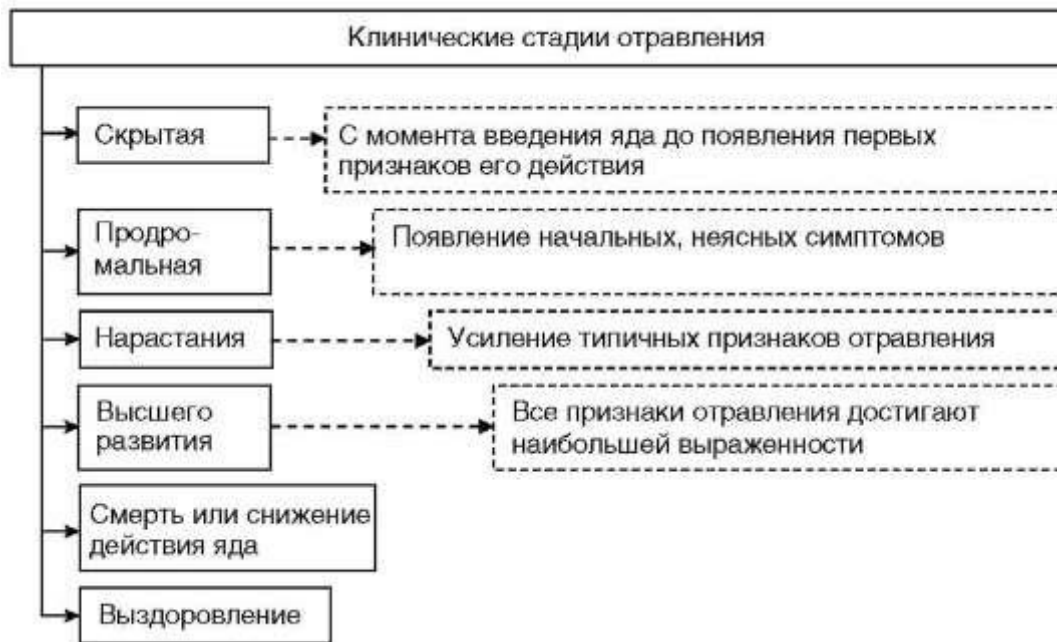 Клинические стадии отравления
Скрытая
С момента введения яда до появления первых
признаков его действия
Продро-
мальная
Появление начальных, неясных симптомов
Нарастания
Усиление типичных признаков отравления
Высшего
развития
Все признаки отравления достигают
наибольшей выраженности
Смерть или снижение
действия яда
Выздоровление